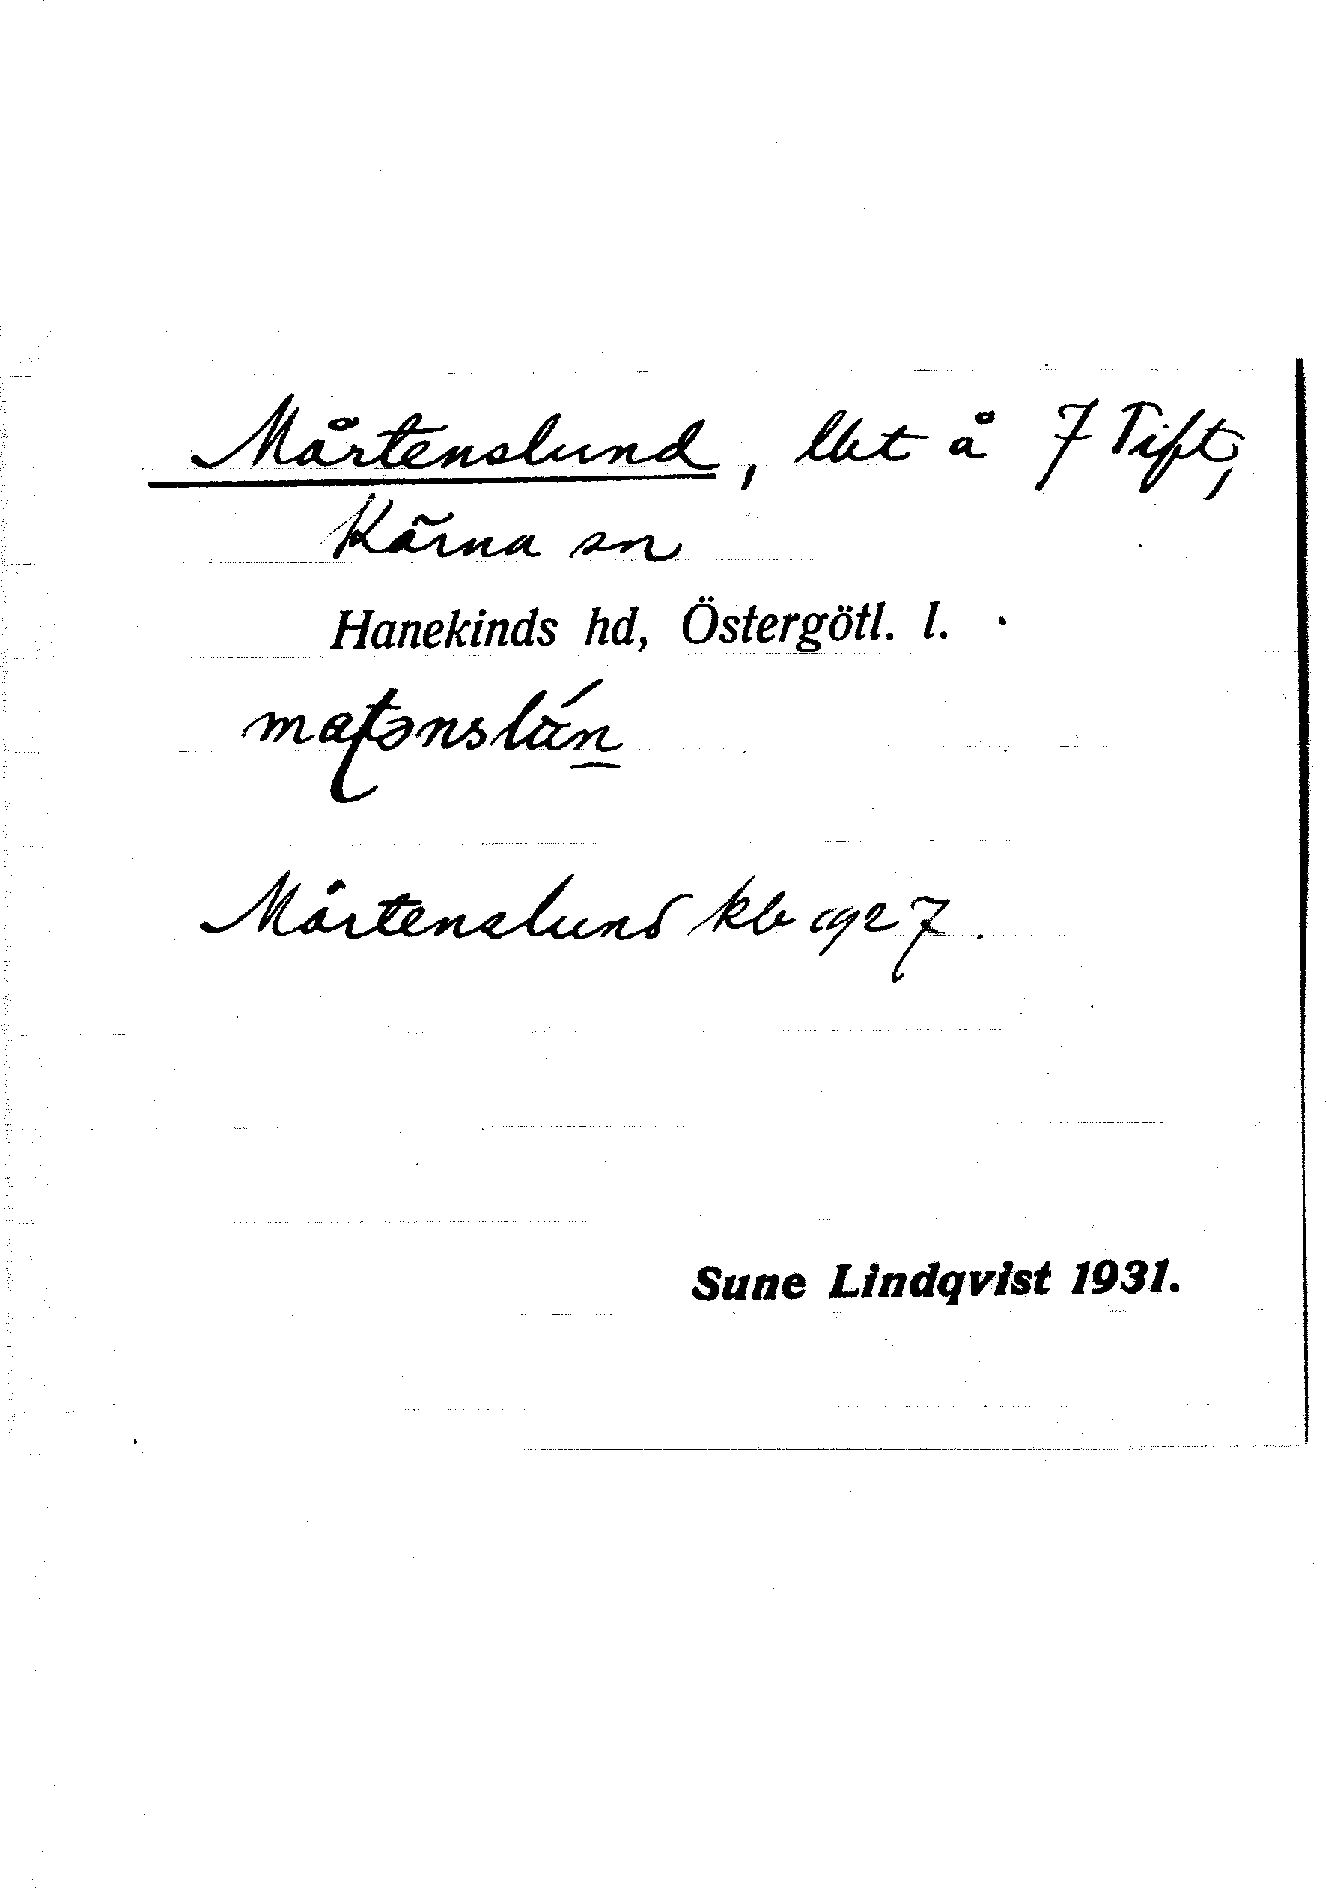 Mårtenslund, lht å 7 Tift,
Kärna sn
Hanekinds hd, Östergötl. l.
Mårtenslund kb 1927.
Sune Lindqvist 1931.